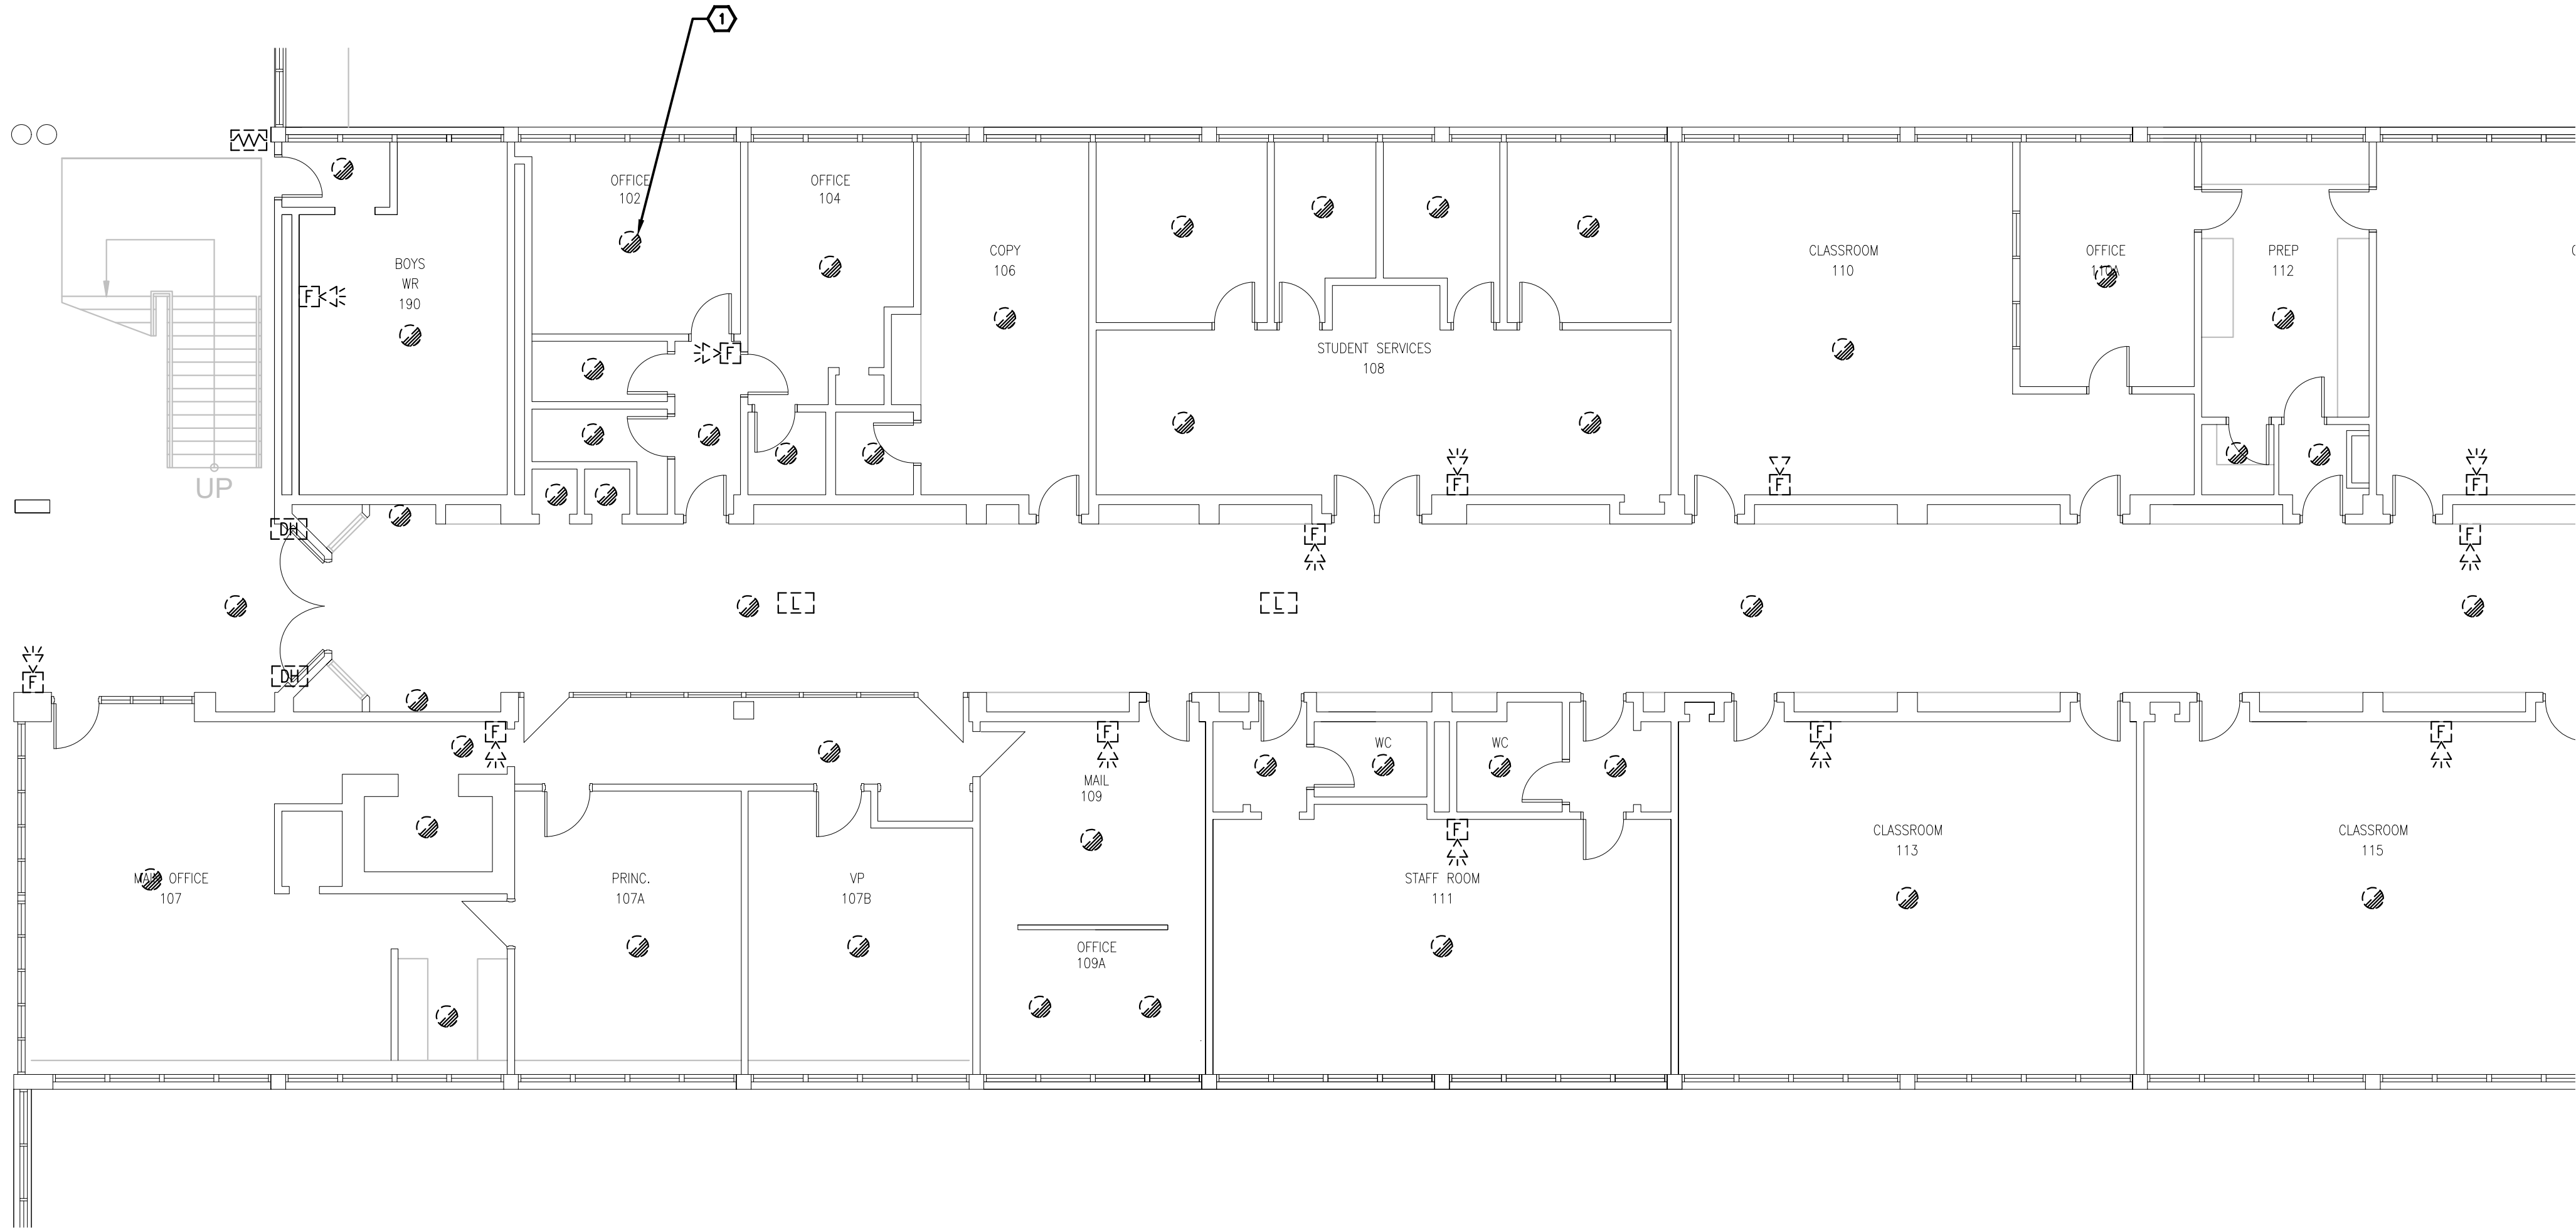 1
OFFICE
102
OFFICE
104
BOYS
WR
190
COPY
106
CLASSROOM
110
OFFICE
110A
PREP
112
F
F
STUDENT SERVICES
108
UP
F
F
F
DH
F
F
L
L
F
DH
F
F
F
F
WC
WC
MAIL
109
F
CLASSROOM
113
CLASSROOM
115
MAIN OFFICE
107
PRINC.
107A
VP
107B
STAFF ROOM
111
OFFICE
109A